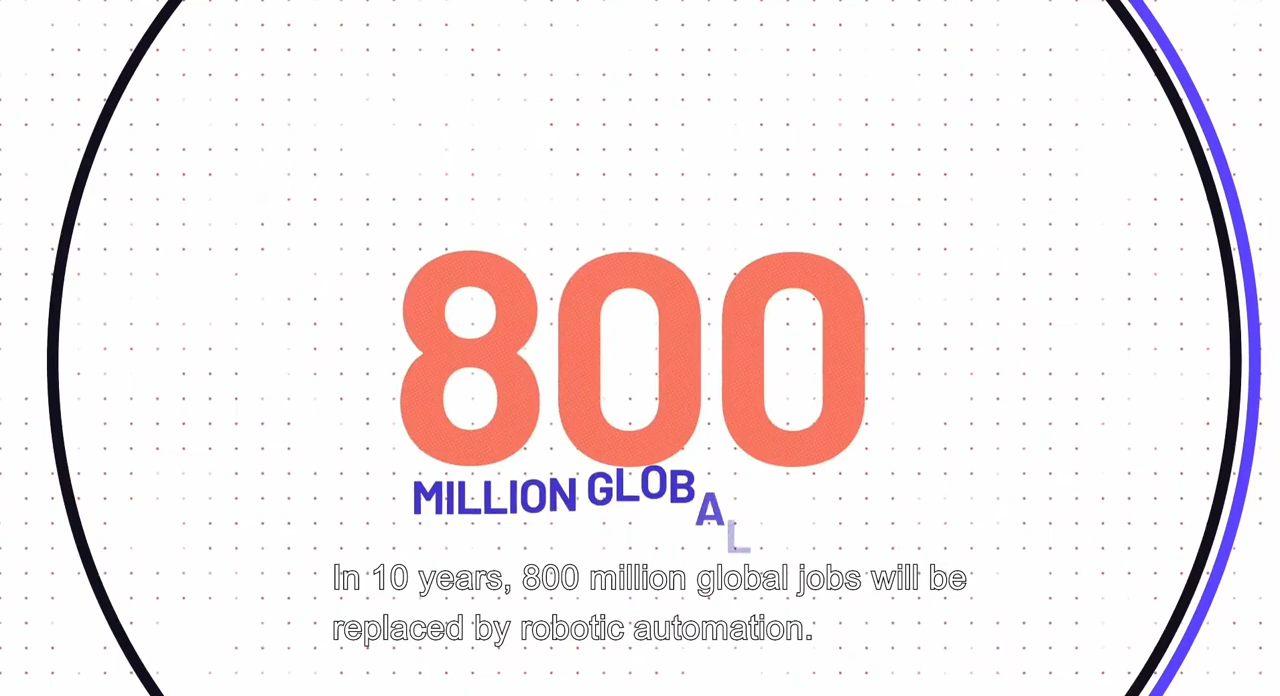 800
MILLION GLOBAL
In 10 years, 800 million global jobs will be
replaced by robotic automation.